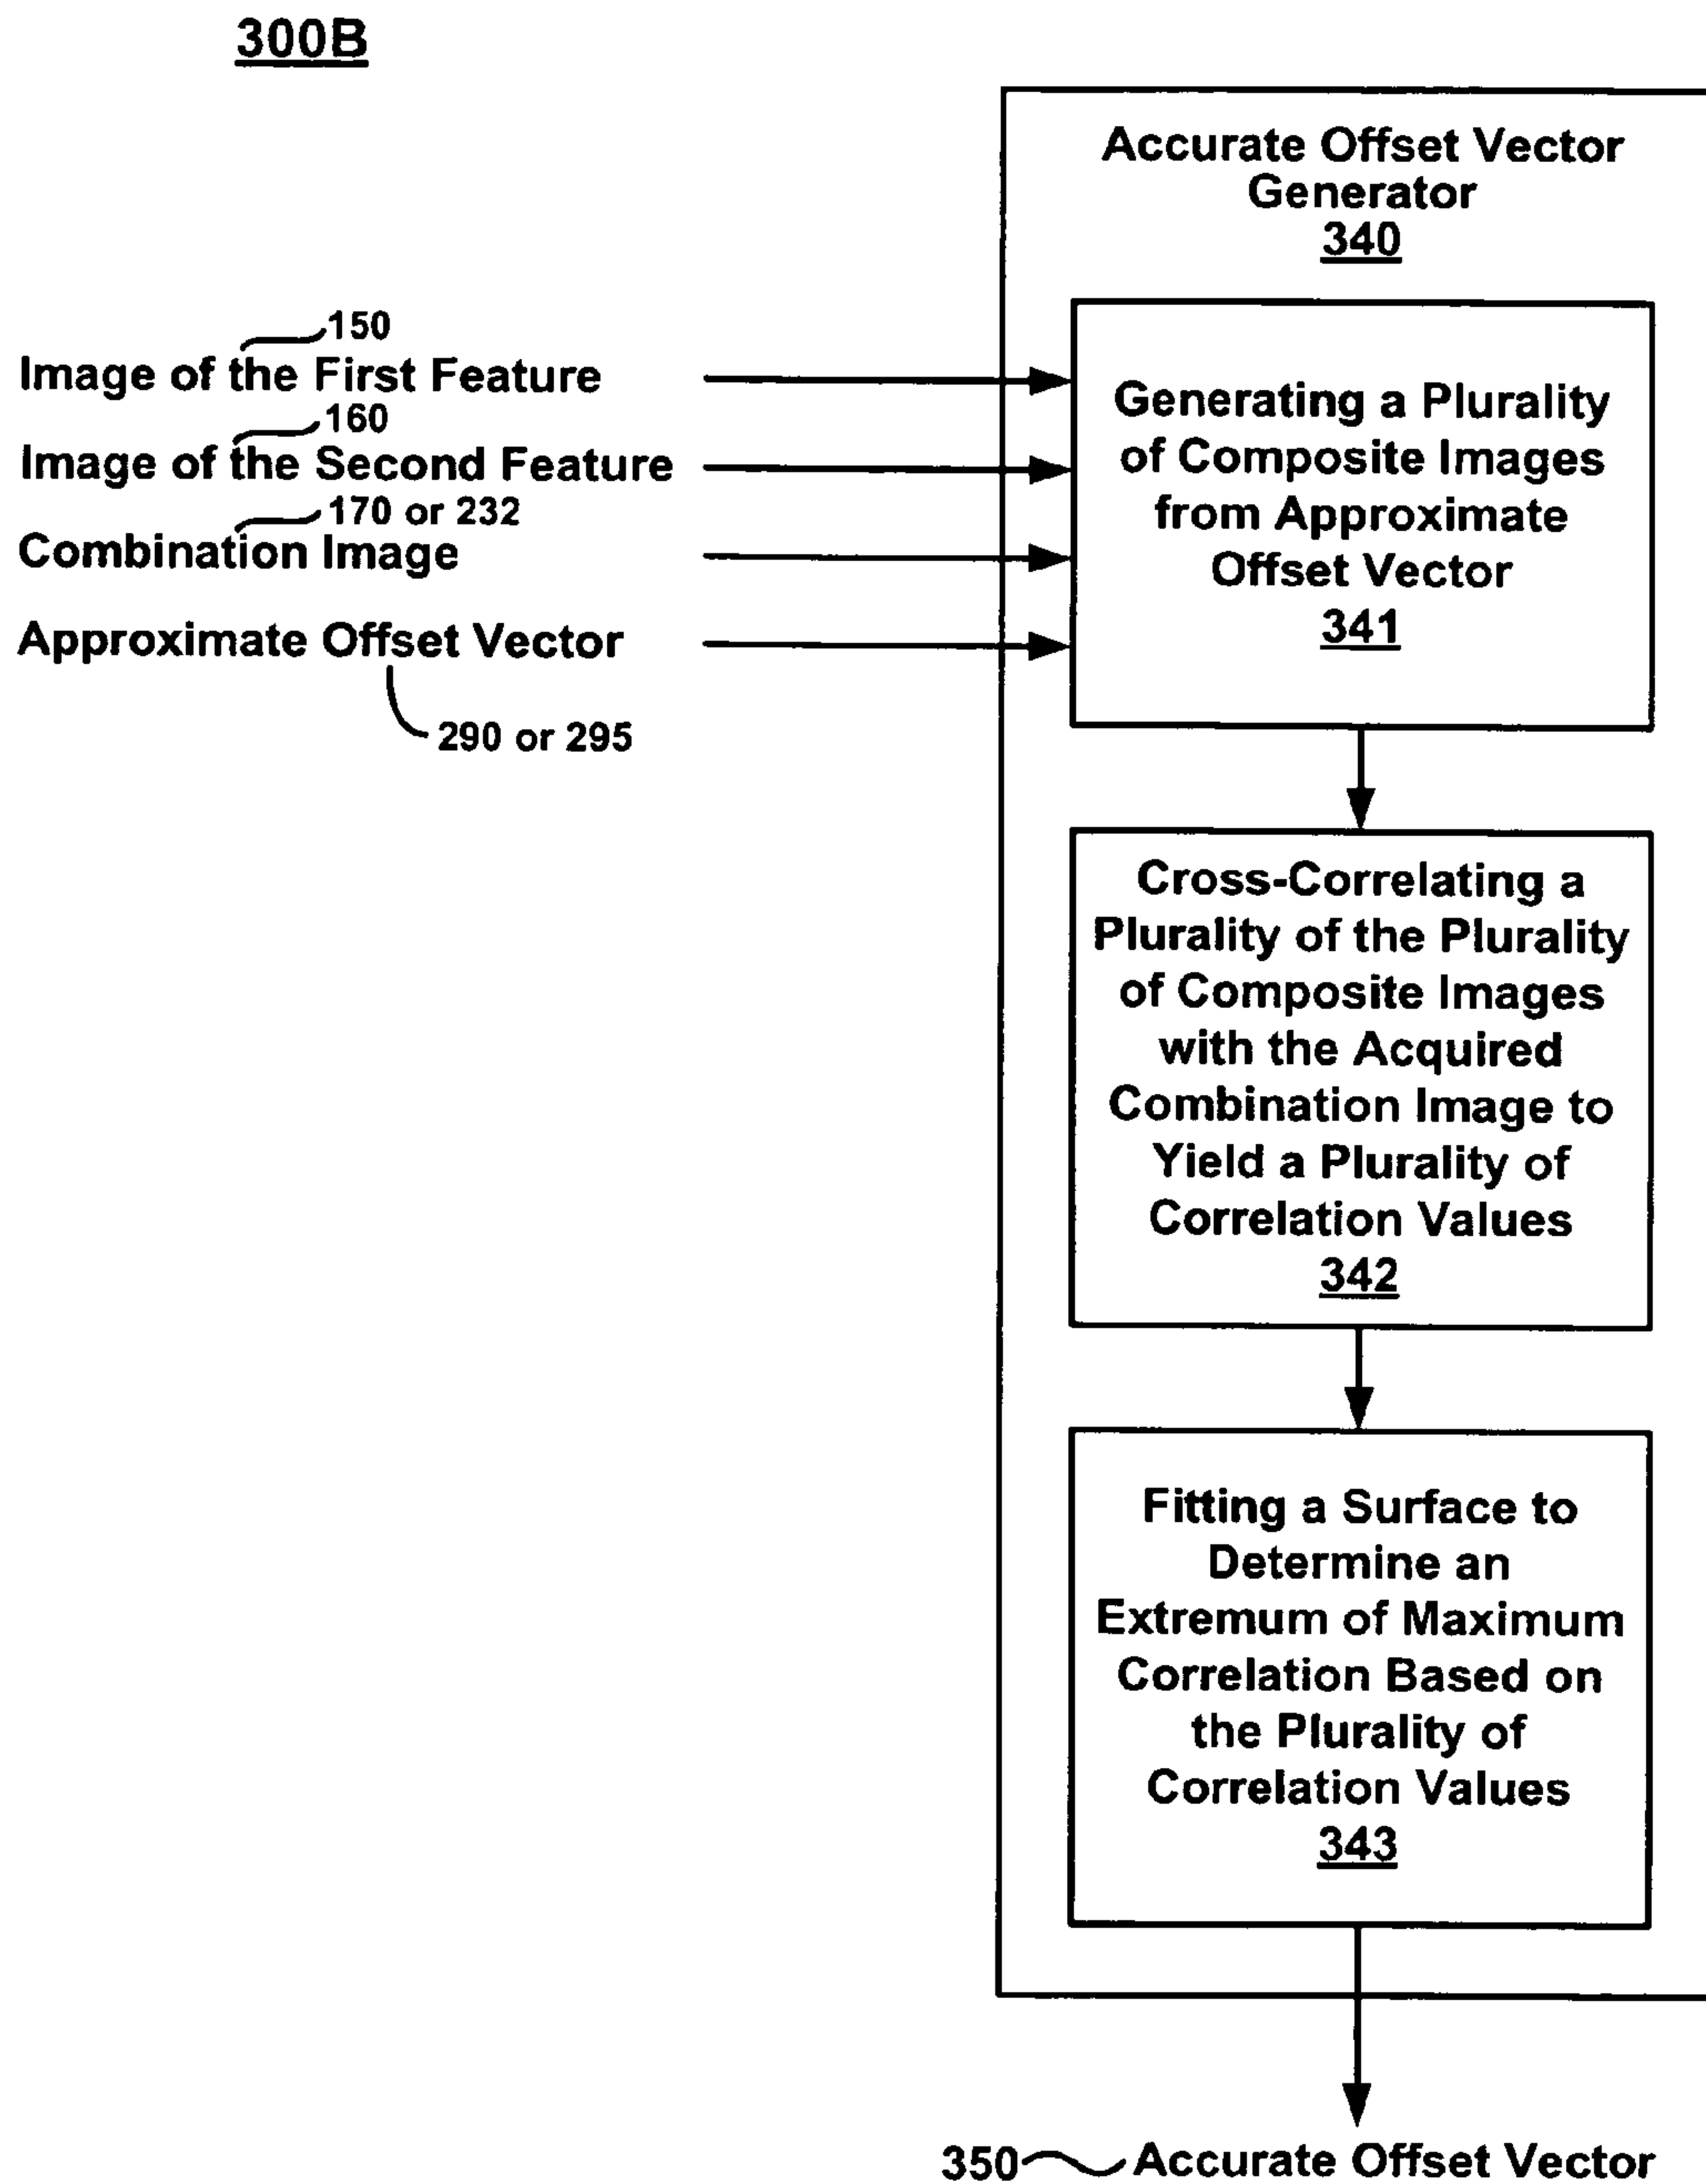 300B
Accurate Offset Vector
Generator
340
150
Image of the First Feature
160
Image of the Second Feature
170 or 232
Combination Image
Approximate Offset Vector
290 or 295
Generating a Plurality
of Composite Images
from Approximate
Offset Vector
341
Cross-Correlating a
Plurality of the Plurality
of Composite Images
with the Acquired
Combination Image to
Yield a Plurality of
Correlation Values
342
Fitting a Surface to
Determine an
Extremum of Maximum
Correlation Based on
the Plurality of
Correlation Values
343
350 Accurate Offset Vector